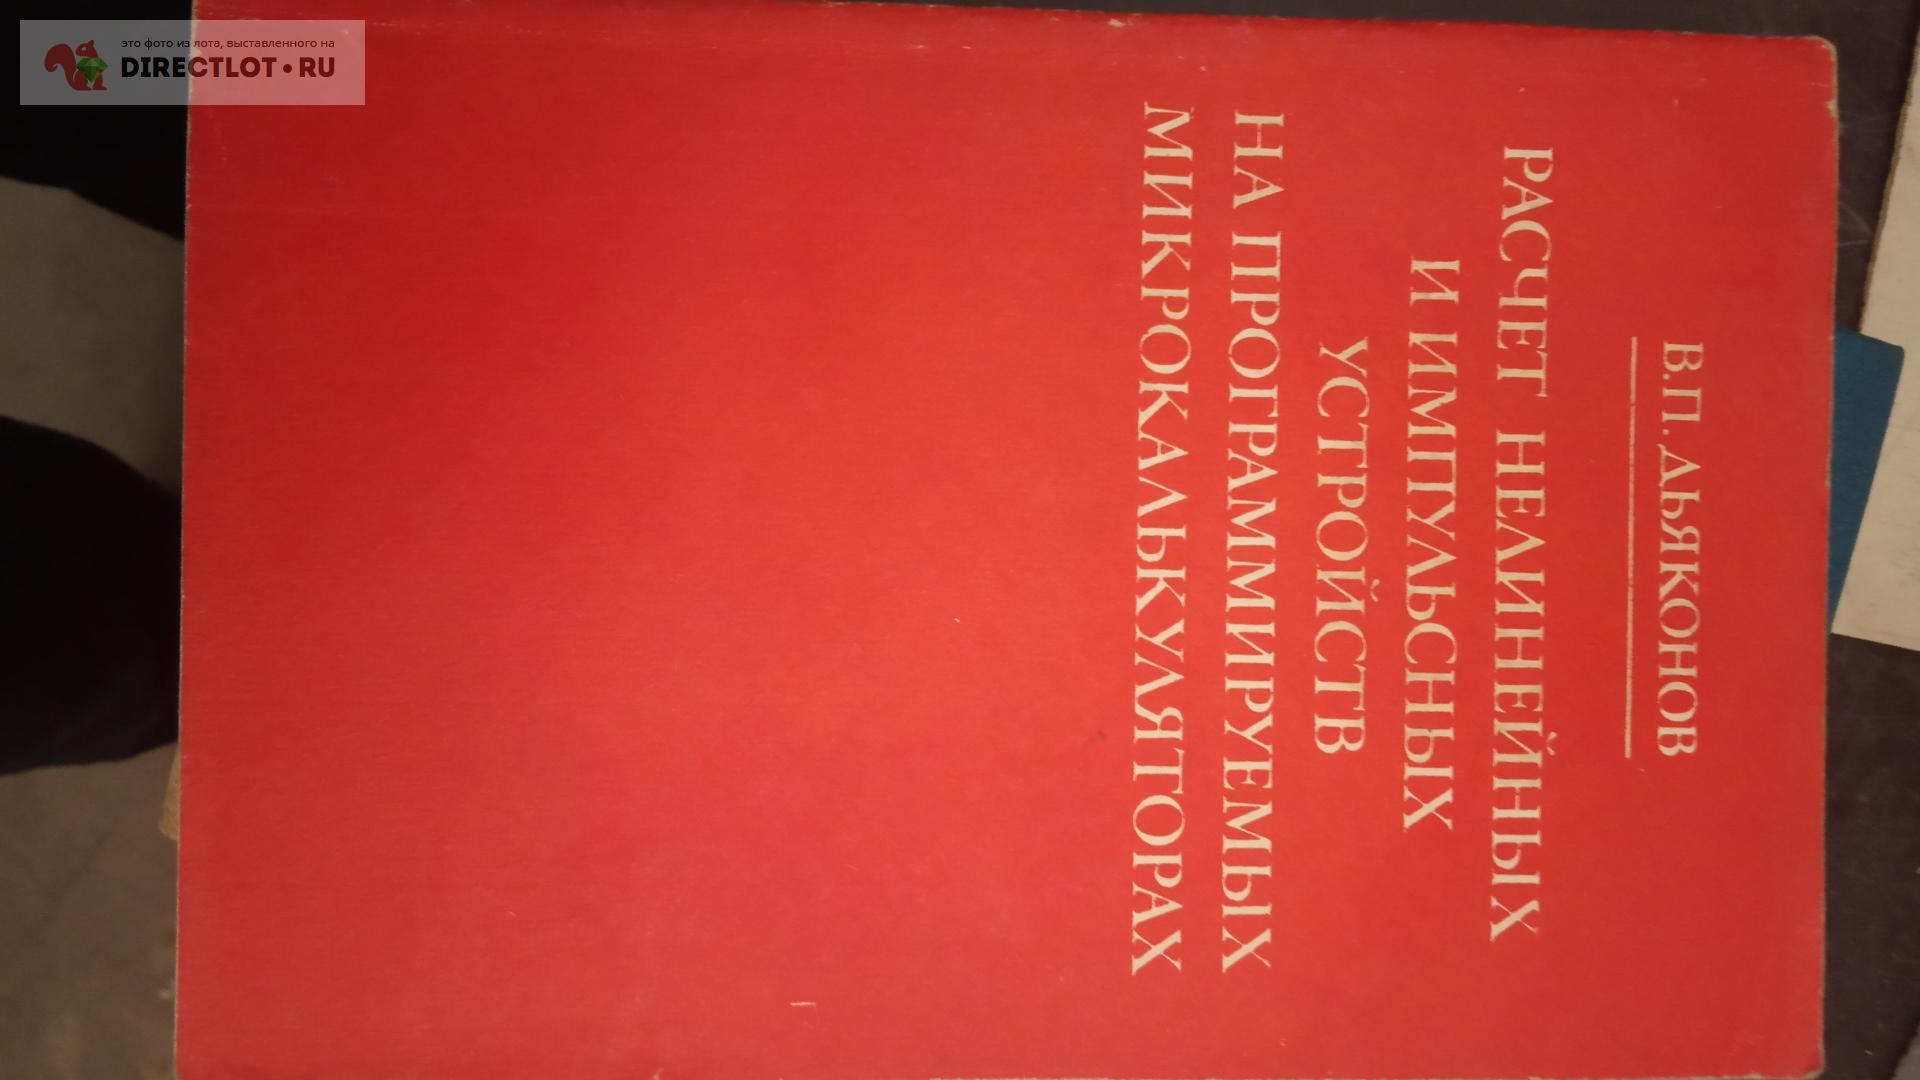 это фото из лота, выставленного на
DIRECTLOT•RU
В.П. ДЬЯКОНОВ
РАСЧЕТ НЕЛИНЕЙНЫХ
И ИМПУЛЬСНЫХ
УСТРОЙСТВ
НА ПРОГРАММИРУЕМЫХ
МИКРОКАЛЬКУЛЯТОРАХ